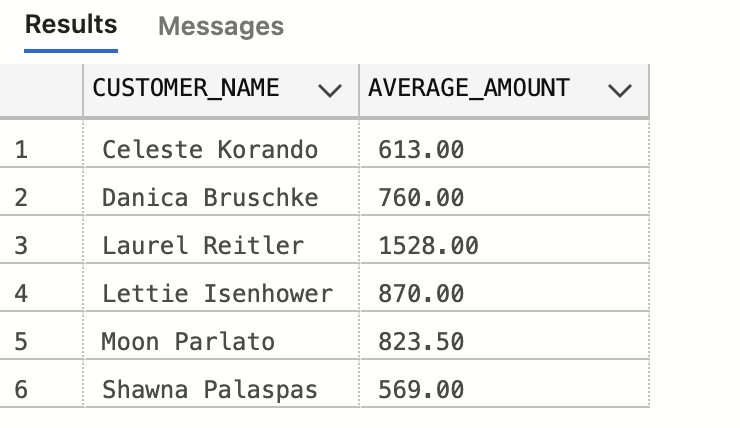 Results Messages
CUSTOMER_NAME AVERAGE_AMOUNT
1 Celeste Korando 613.00
2 Danica Bruschke 760.00
3 Laurel Reitler 1528.00
4 Lettie Isenhower 870.00
5 Moon Parlato 823.50
6 Shawna Palaspas 569.00